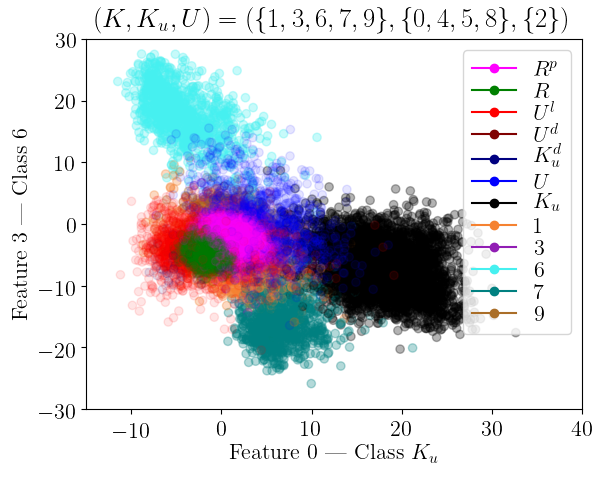 (K, K_u, U) = ({1, 3, 6, 7, 9}, {0, 4, 5, 8}, {2})
30
20
10
0
−10
−20
−30
Feature 3 — Class 6
R^p
R
U^l
U^d
K_u^d
U
K_u
1
3
6
7
9
−10
0
10
20
30
40
Feature 0 — Class K_u